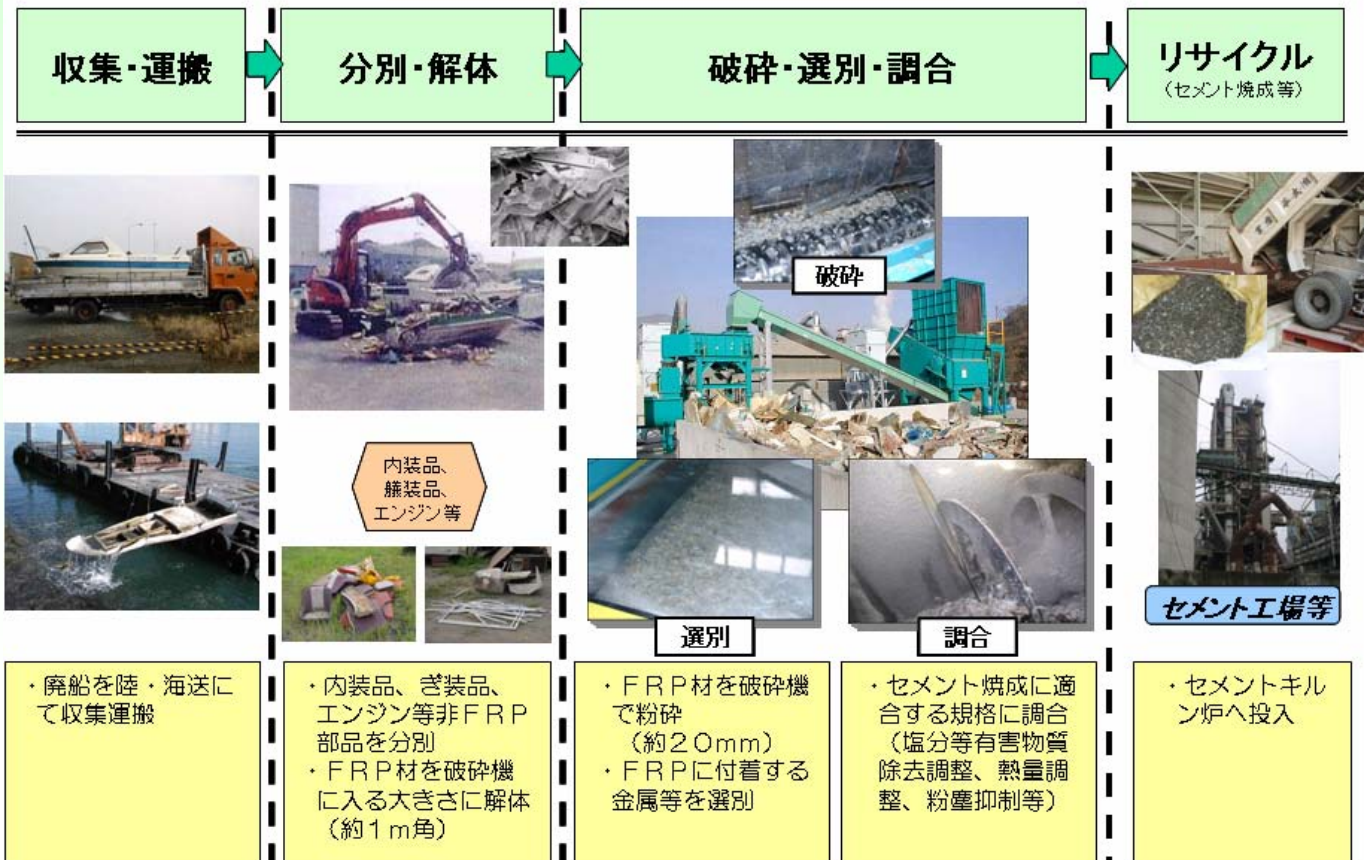 収集・運搬
分別・解体
破砕・選別・調合
リサイクル
（セメント焼成等）
破砕
内装品、
艤装品、
エンジン等
選別
調合
セメント工場等
・廃船を陸・海送に
て収集運搬
・内装品、ぎ装品、
エンジン等非ＦＲＰ
部品を分別
・ＦＲＰ材を破砕機
に入る大きさに解体
（約１ｍ角）
・ＦＲＰ材を破砕機
で粉砕
（約２０mm）
・ＦＲＰに付着する
金属等を選別
・セメント焼成に適
合する規格に調合
（塩分等有害物質
除去調整、熱量調
整、粉塵抑制等）
・セメントキル
ン炉へ投入